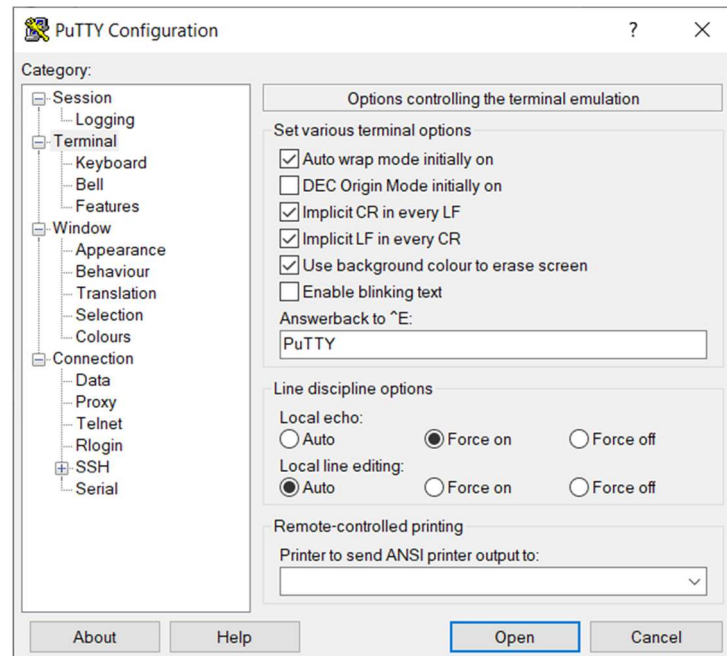 PuTTY Configuration
?
Category:
Session
Logging
Terminal
Keyboard
Bell
Features
Window
Appearance
Behaviour
Translation
Selection
Colours
Connection
Data
Proxy
Telnet
Rlogin
SSH
Serial
Options controlling the terminal emulation
Set various terminal options
Auto wrap mode initially on
DEC Origin Mode initially on
Implicit CR in every LF
Implicit LF in every CR
Use background colour to erase screen
Enable blinking text
Answerback to ^E:
PuTTY
Line discipline options
Local echo:
Auto Force on Force off
Local line editing:
Auto Force on Force off
Remote-controlled printing
Printer to send ANSI printer output to:
About Help Open Cancel